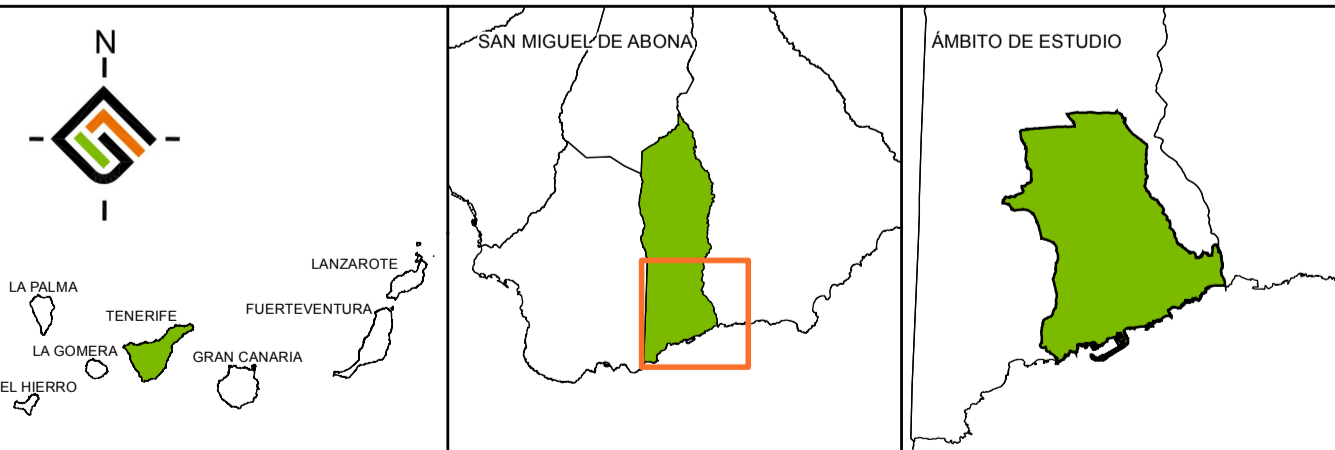 N
LANZAROTE
LA PALMA
FUERTEVENTURA
TENERIFE
LA GOMERA
GRAN CANARIA
EL HIERRO
SAN MIGUEL DE ABONA
ÁMBITO DE ESTUDIO